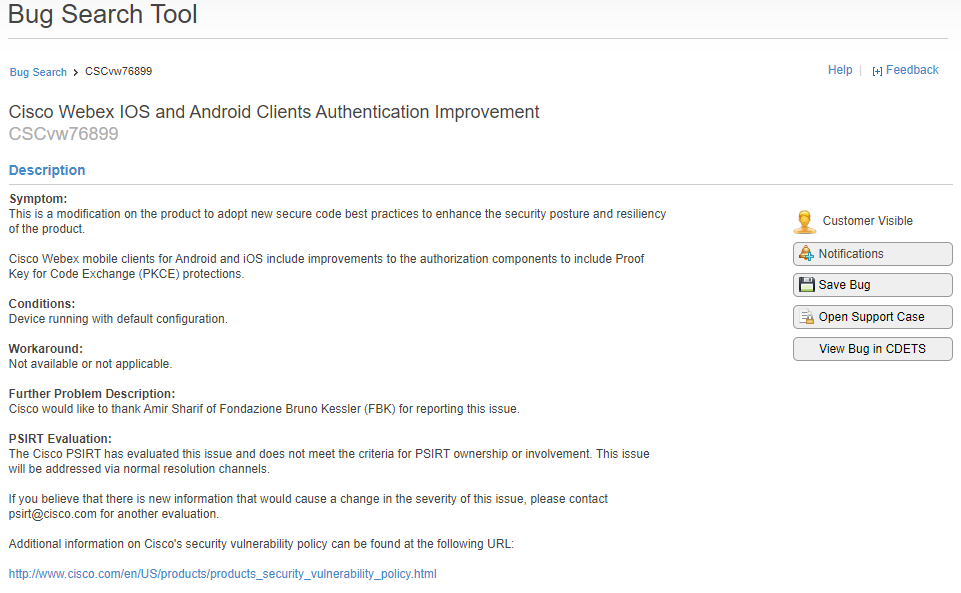 Bug Search Tool
Bug Search > CSCvw76899
Help | [+] Feedback
Cisco Webex IOS and Android Clients Authentication Improvement
CSCvw76899
Description
Symptom:
This is a modification on the product to adopt new secure code best practices to enhance the security posture and resiliency
of the product.
Cisco Webex mobile clients for Android and iOS include improvements to the authorization components to include Proof
Key for Code Exchange (PKCE) protections.
Conditions:
Device running with default configuration.
Workaround:
Not available or not applicable.
Further Problem Description:
Cisco would like to thank Amir Sharif of Fondazione Bruno Kessler (FBK) for reporting this issue.
PSIRT Evaluation:
The Cisco PSIRT has evaluated this issue and does not meet the criteria for PSIRT ownership or involvement. This issue
will be addressed via normal resolution channels.
If you believe that there is new information that would cause a change in the severity of this issue, please contact
psirt@cisco.com for another evaluation.
Additional information on Cisco's security vulnerability policy can be found at the following URL:
http://www.cisco.com/en/US/products/products_security_vulnerability_policy.html
Customer Visible
Notifications
Save Bug
Open Support Case
View Bug in CDETS